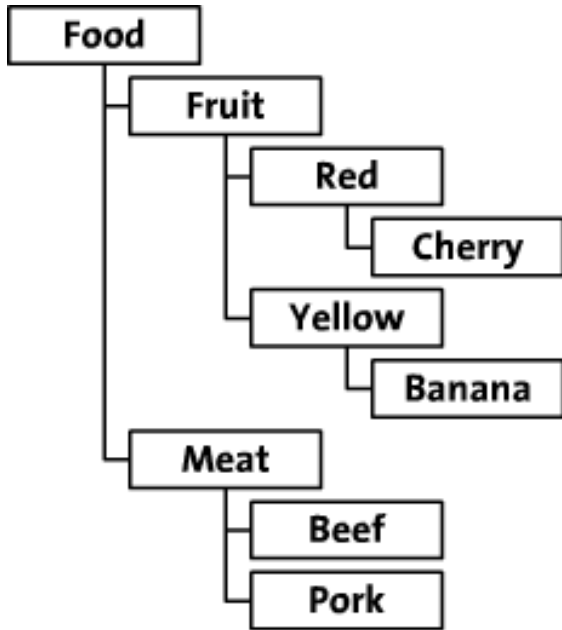 Food
Fruit
Red
Cherry
Yellow
Banana
Meat
Beef
Pork